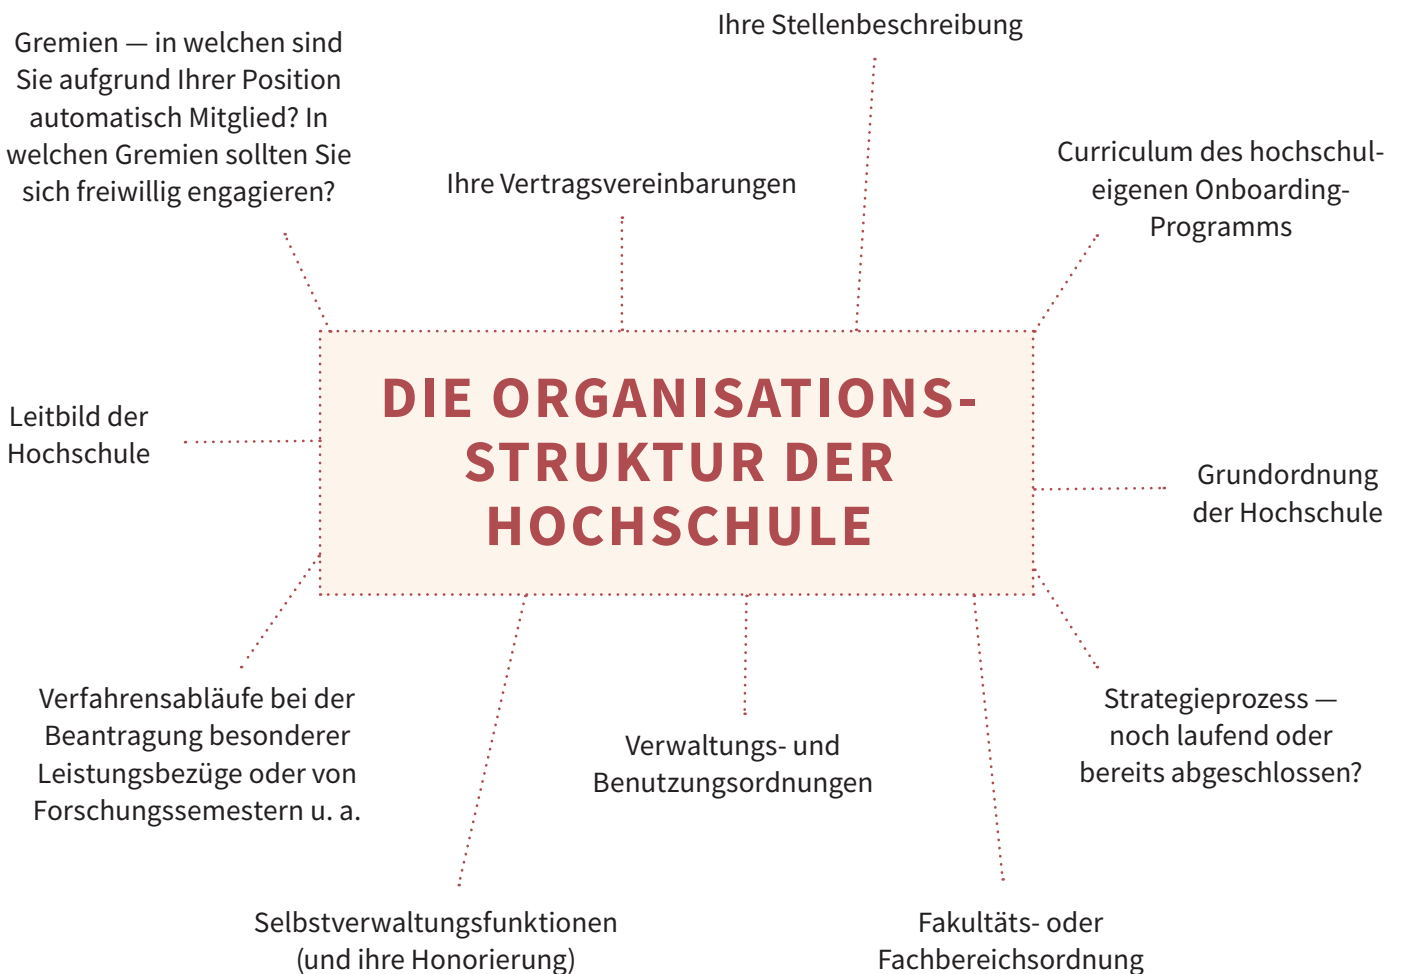 Ihre Stellenbeschreibung
Gremien — in welchen sind
Sie aufgrund Ihrer Position
automatisch Mitglied? In
welchen Gremien sollten Sie
sich freiwillig engagieren?
Ihre Vertragsvereinbarungen
Curriculum des hochschul-
eigenen Onboarding-
Programms
DIE ORGANISATIONS-
STRUKTUR DER
HOCHSCHULE
Leitbild der
Hochschule
Grundordnung
der Hochschule
Verfahrensabläufe bei der
Beantragung besonderer
Leistungsbezüge oder von
Forschungssemestern u. a.
Verwaltungs- und
Benutzungsordnungen
Strategieprozess —
noch laufend oder
bereits abgeschlossen?
Selbstverwaltungsfunktionen
(und ihre Honorierung)
Fakultäts- oder
Fachbereichsordnung